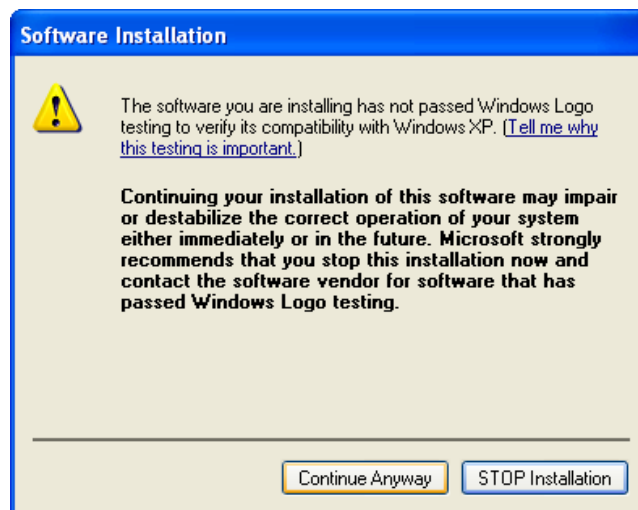 Software Installation
The software you are installing has not passed Windows Logo
testing to verify its compatibility with Windows XP. (Tell me why
this testing is important.)
Continuing your installation of this software may impair
or destabilize the correct operation of your system
either immediately or in the future. Microsoft strongly
recommends that you stop this installation now and
contact the software vendor for software that has
passed Windows Logo testing.
Continue Anyway
STOP Installation